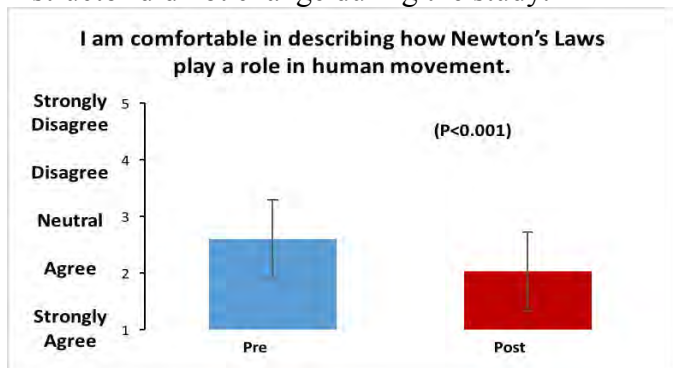 I am comfortable in describing how Newton's Laws
play a role in human movement.
Strongly
Disagree
5
(P<0.001)
Disagree
4
Neutral
3
Agree
2
Strongly
Agree
1
Pre
Post